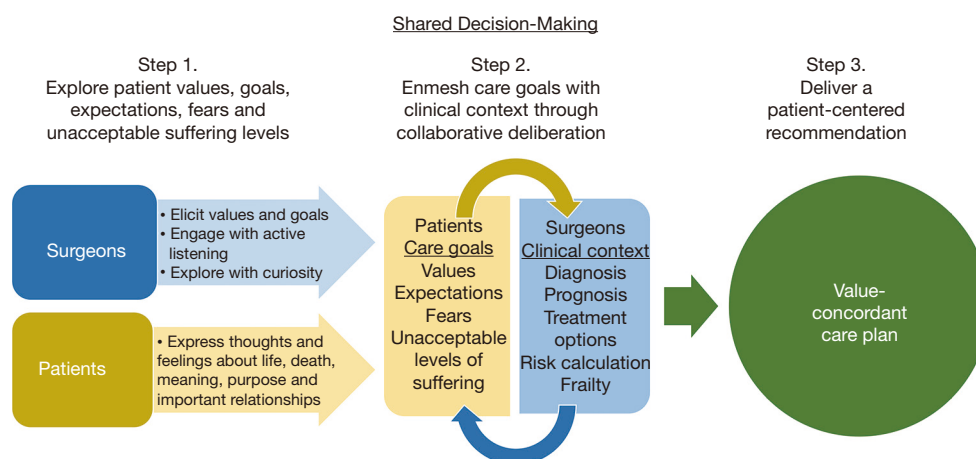 Shared Decision-Making
Step 1.
Explore patient values, goals,
expectations, fears and
unacceptable suffering levels
Step 2.
Enmesh care goals with
clinical context through
collaborative deliberation
Step 3.
Deliver a
patient-centered
recommendation
Surgeons
• Elicit values and goals
• Engage with active
listening
• Explore with curiosity
Patients
• Express thoughts and
feelings about life, death,
meaning, purpose and
important relationships
Patients
Care goals
Values
Expectations
Fears
Unacceptable
levels of
suffering
Surgeons
Clinical context
Diagnosis
Prognosis
Treatment
options
Risk calculation
Frailty
Value-
concordant
care plan